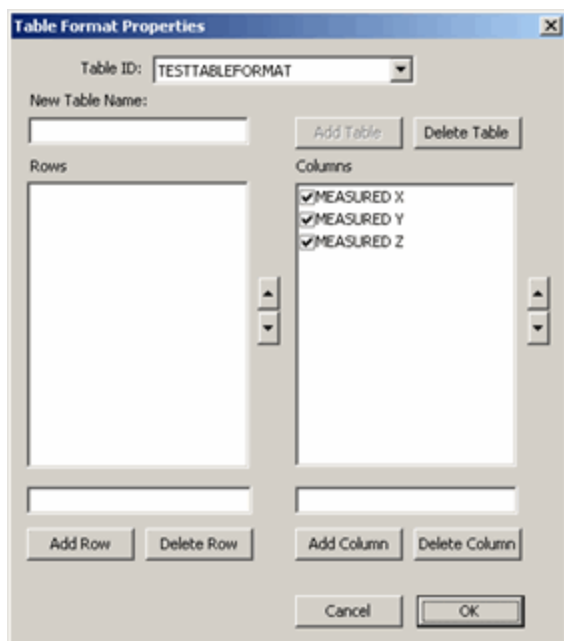 Table Format Properties
Table ID: TESTTABLEFORMAT
New Table Name:
Add Table Delete Table
Rows Columns
MEASURED X
MEASURED Y
MEASURED Z
Add Row Delete Row Add Column Delete Column
Cancel OK